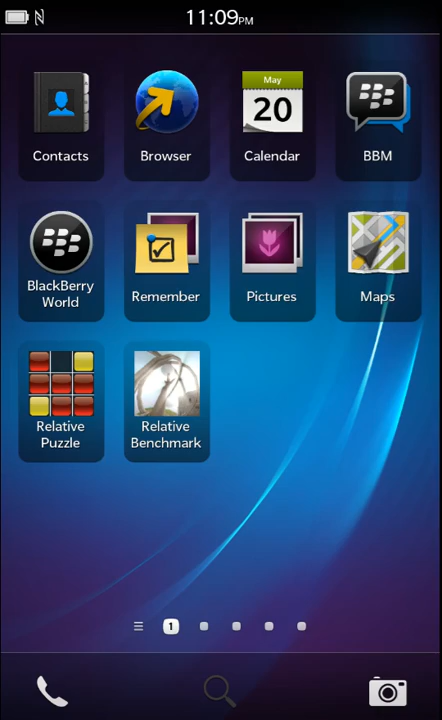 11:09PM
May
20
Contacts
Browser
Calendar
BBM
BlackBerry
World
Remember
Pictures
Maps
Relative
Puzzle
Relative
Benchmark
1